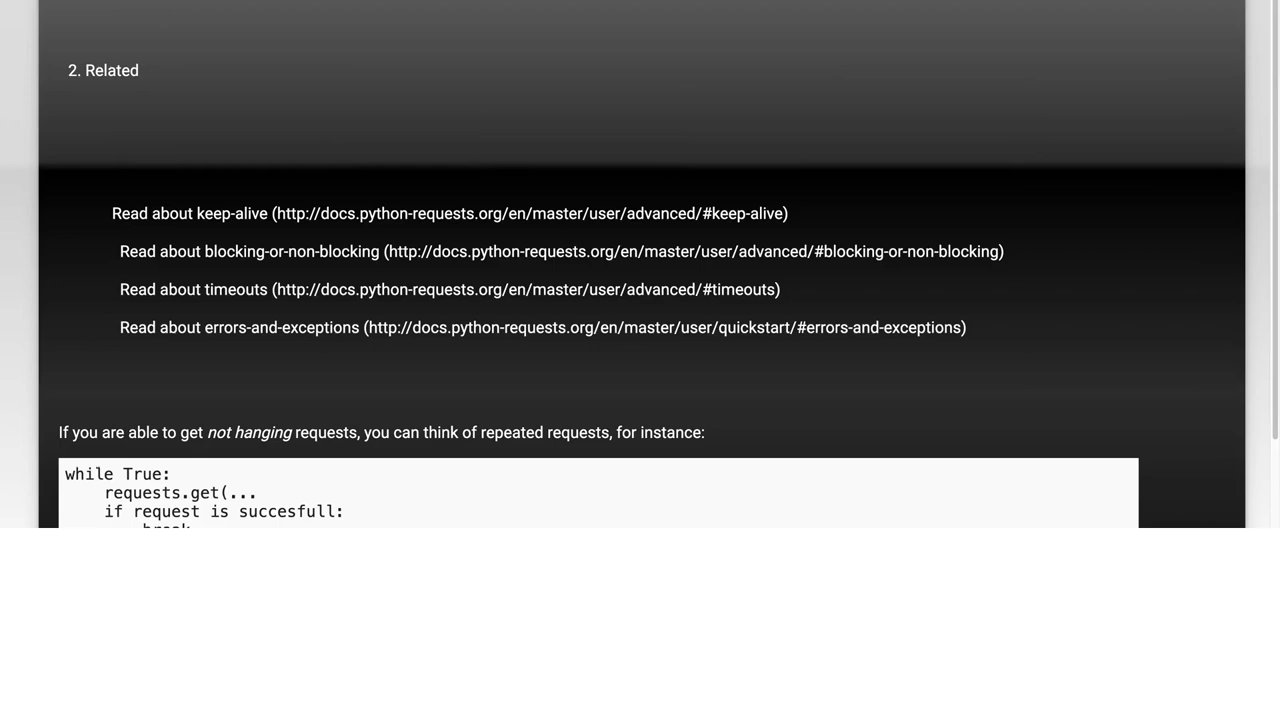 2. Related
Read about keep-alive (http://docs.python-requests.org/en/master/user/advanced/#keep-alive)
Read about blocking-or-non-blocking (http://docs.python-requests.org/en/master/user/advanced/#blocking-or-non-blocking)
Read about timeouts (http://docs.python-requests.org/en/master/user/advanced/#timeouts)
Read about errors-and-exceptions (http://docs.python-requests.org/en/master/user/quickstart/#errors-and-exceptions)
If you are able to get not hanging requests, you can think of repeated requests, for instance:
while True:
    requests.get(...
    if request is succesfull:
        break